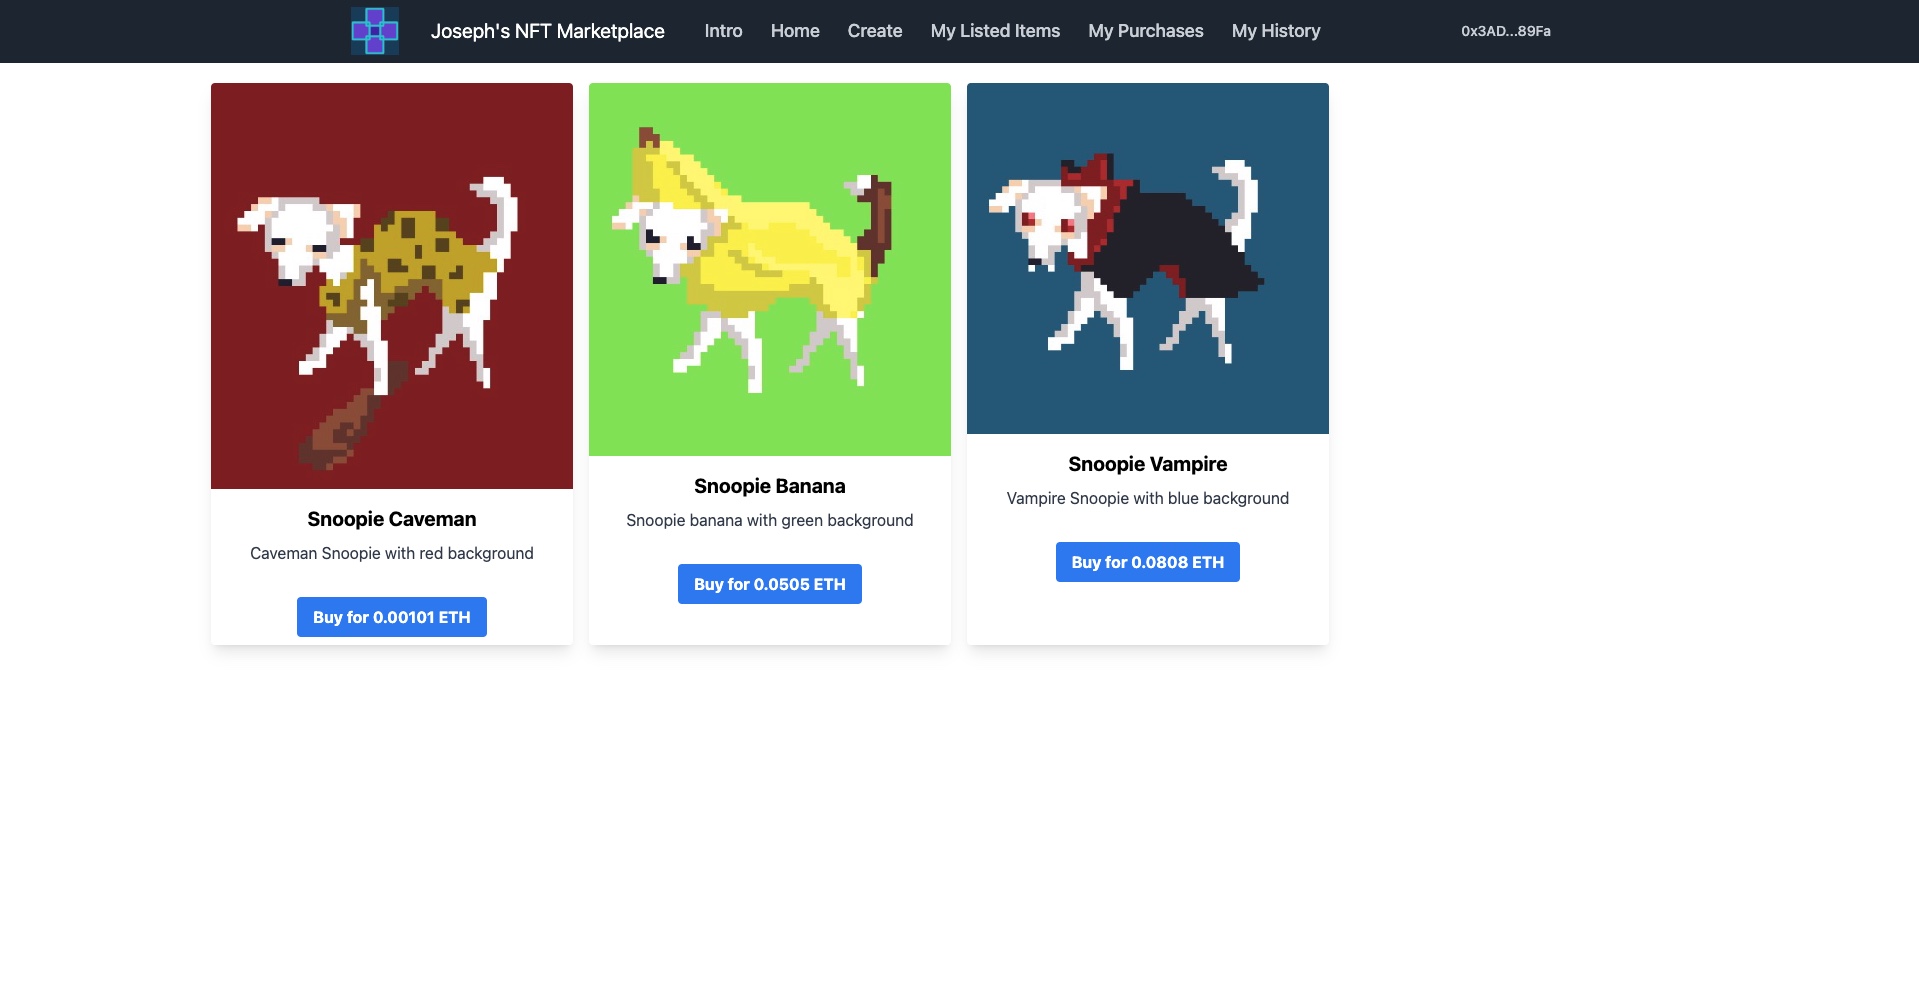 Joseph's NFT Marketplace Intro Home Create My Listed Items My Purchases My History 0x3AD...89Fa
Snoopie Caveman
Caveman Snoopie with red background
Buy for 0.00101 ETH
Snoopie Banana
Snoopie banana with green background
Buy for 0.0505 ETH
Snoopie Vampire
Vampire Snoopie with blue background
Buy for 0.0808 ETH